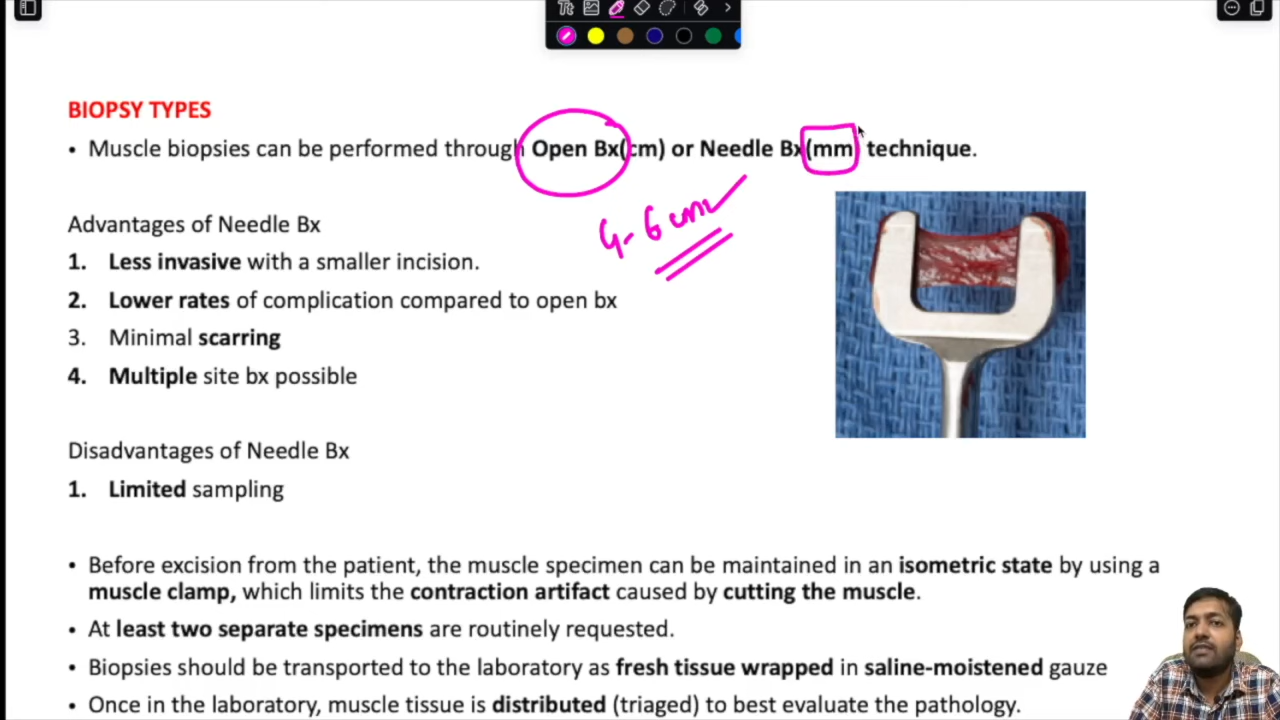 Tt
BIOPSY TYPES
• Muscle biopsies can be performed through Open Bx(cm) or Needle Bx(mm) technique.
4-6 cm
Advantages of Needle Bx
1. Less invasive with a smaller incision.
2. Lower rates of complication compared to open bx
3. Minimal scarring
4. Multiple site bx possible
Disadvantages of Needle Bx
1. Limited sampling
• Before excision from the patient, the muscle specimen can be maintained in an isometric state by using a
muscle clamp, which limits the contraction artifact caused by cutting the muscle.
• At least two separate specimens are routinely requested.
• Biopsies should be transported to the laboratory as fresh tissue wrapped in saline-moistened gauze
• Once in the laboratory, muscle tissue is distributed (triaged) to best evaluate the pathology.